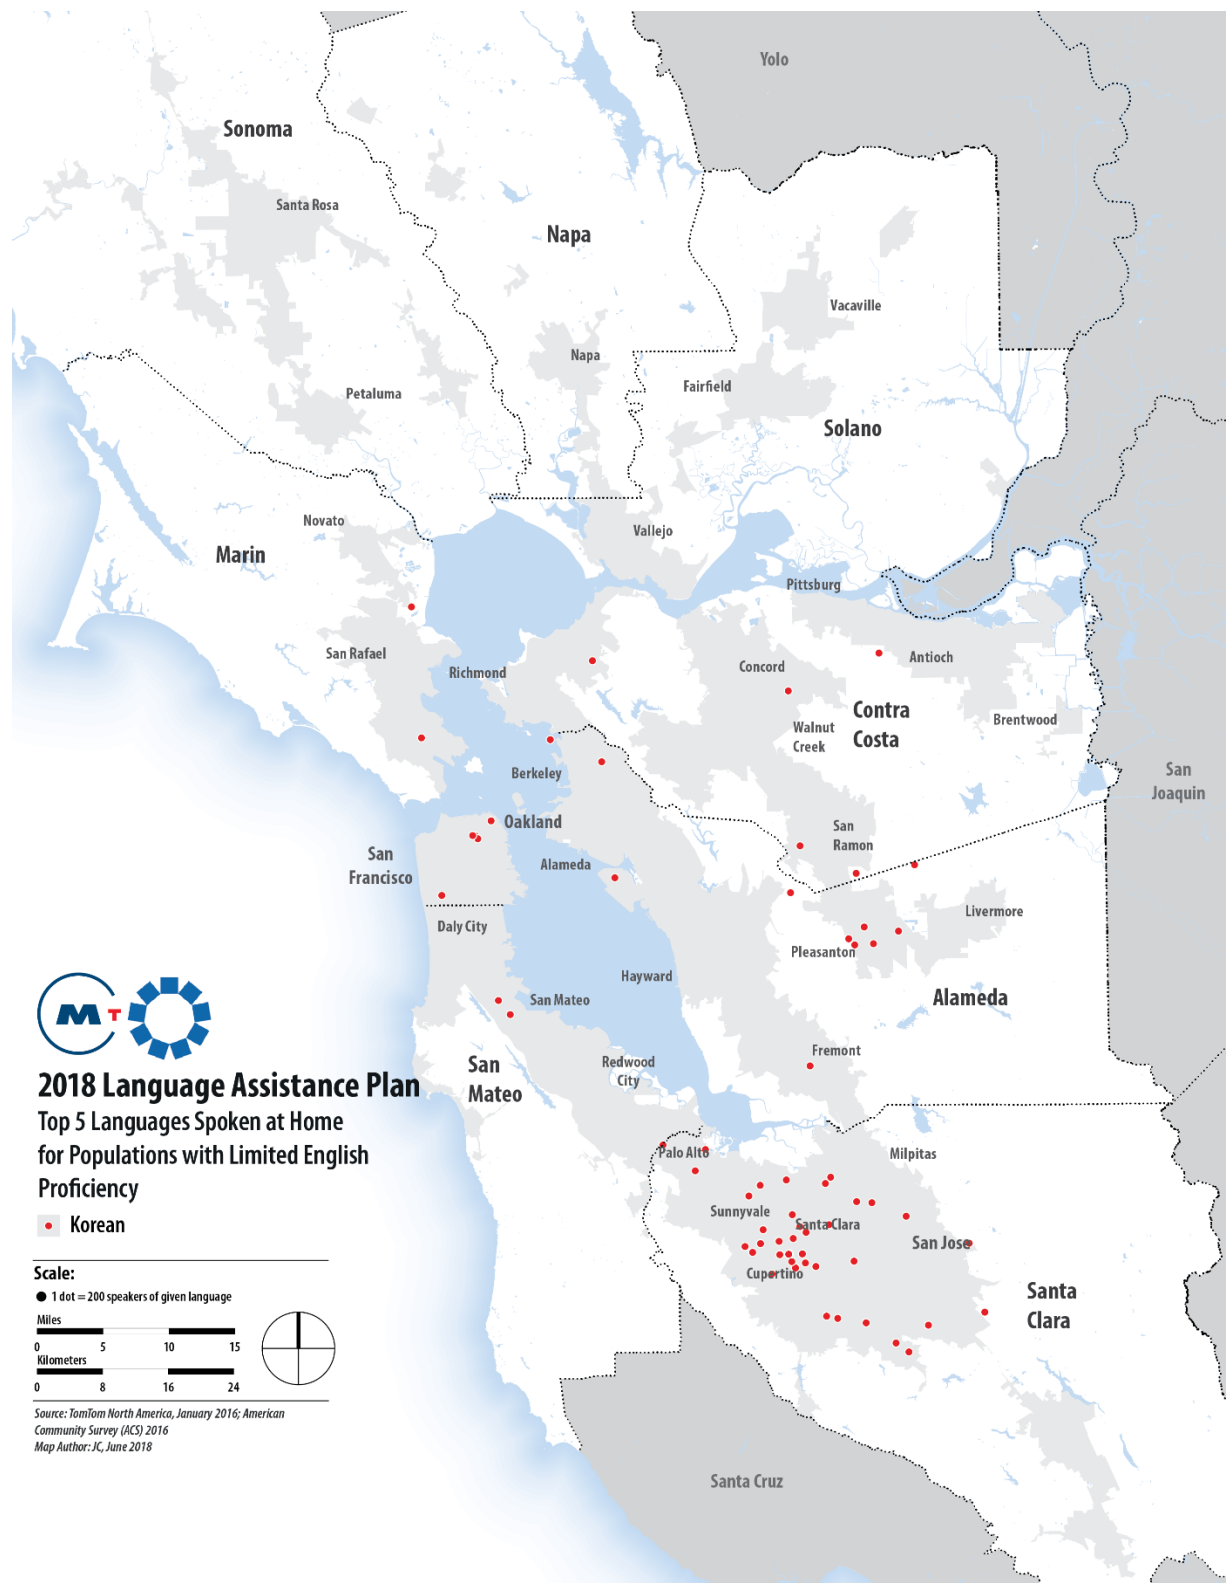 Yolo
Sonoma
Santa Rosa
Napa
Vacaville
Napa
Fairfield
Petaluma
Solano
Novato
Vallejo
Marin
Pittsburg
San Rafael
Richmond
Concord
Antioch
Contra
Costa
Walnut
Creek
Brentwood
Berkeley
San
Joaquin
Oakland
San
Ramon
San
Francisco
Alameda
Livermore
Daly City
Pleasanton
Hayward
San Mateo
Alameda
M T
Fremont
San
Mateo
Redwood
City
2018 Language Assistance Plan
Top 5 Languages Spoken at Home
for Populations with Limited English
Proficiency
Korean
Palo Alto
Milpitas
Sunnyvale
Santa Clara
San Jose
Cupertino
Santa
Clara
Scale:
1 dot = 200 speakers of given language
Miles
0 5 10 15
Kilometers
0 8 16 24
Source: TomTom North America, January 2016; American
Community Survey (ACS) 2016
Map Author: JC, June 2018
Santa Cruz